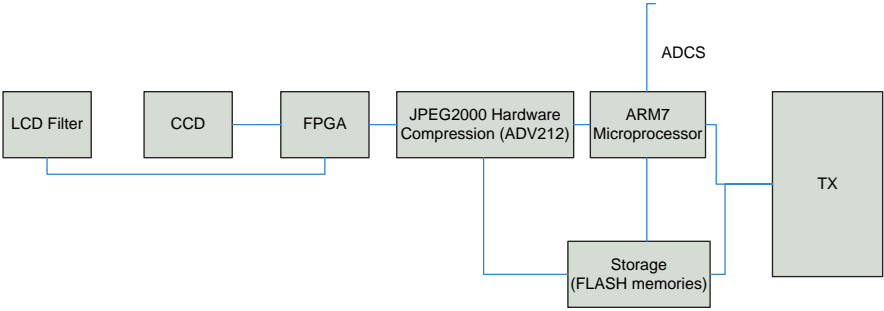 ADCS
LCD Filter
CCD
FPGA
JPEG2000 Hardware
Compression (ADV212)
ARM7
Microprocessor
TX
Storage
(FLASH memories)